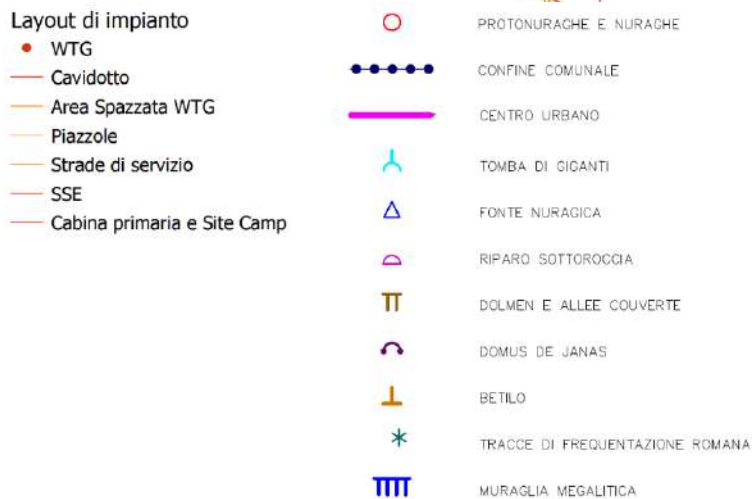 Layout di impianto
WTG
Cavidotto
Area Spazzata WTG
Piazzole
Strade di servizio
SSE
Cabina primaria e Site Camp
PROTONURAGHE E NURAGHE
CONFINE COMUNALE
CENTRO URBANO
TOMBA DI GIGANTI
FONTE NURAGICA
RIPARO SOTTOROCCIA
DOLMEN E ALLEE COUVERTE
DOMUS DE JANAS
BETILO
TRACCE DI FREQUENTAZIONE ROMANA
MURAGLIA MEGALITICA